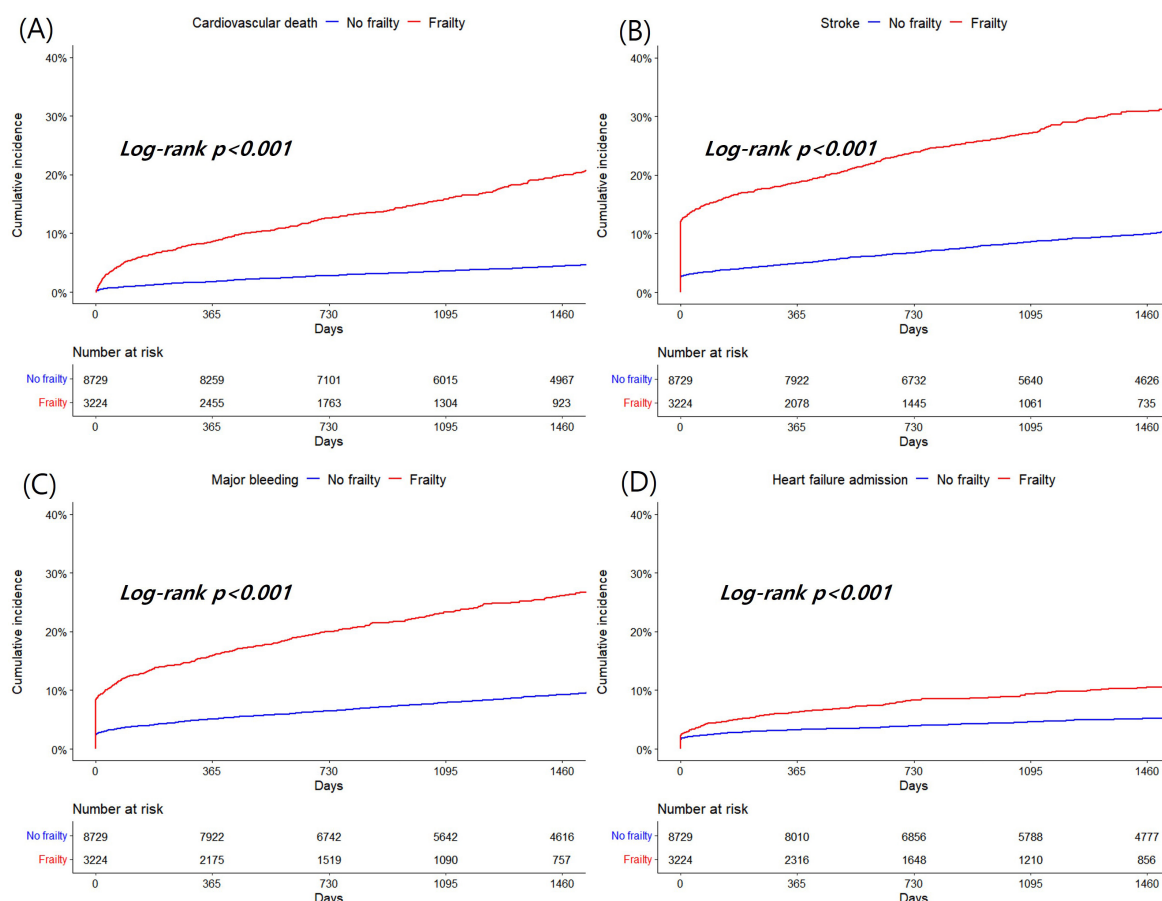 (A)
Cardiovascular death No frailty Frailty
40%
30%
20%
10%
0%
Cumulative incidence
Log-rank p<0.001
0 365 730 1095 1460
Days
Number at risk
No frailty 8729 8259 7101 6015 4967
Frailty 3224 2455 1763 1304 923
0 365 730 1095 1460
Days
(B)
Stroke No frailty Frailty
40%
30%
20%
10%
0%
Cumulative incidence
Log-rank p<0.001
0 365 730 1095 1460
Days
Number at risk
No frailty 8729 7922 6732 5640 4626
Frailty 3224 2078 1445 1061 735
0 365 730 1095 1460
Days
(C)
Major bleeding No frailty Frailty
40%
30%
20%
10%
0%
Cumulative incidence
Log-rank p<0.001
0 365 730 1095 1460
Days
Number at risk
No frailty 8729 7922 6742 5642 4616
Frailty 3224 2175 1519 1090 757
0 365 730 1095 1460
Days
(D)
Heart failure admission No frailty Frailty
40%
30%
20%
10%
0%
Cumulative incidence
Log-rank p<0.001
0 365 730 1095 1460
Days
Number at risk
No frailty 8729 8010 6856 5788 4777
Frailty 3224 2316 1648 1210 856
0 365 730 1095 1460
Days